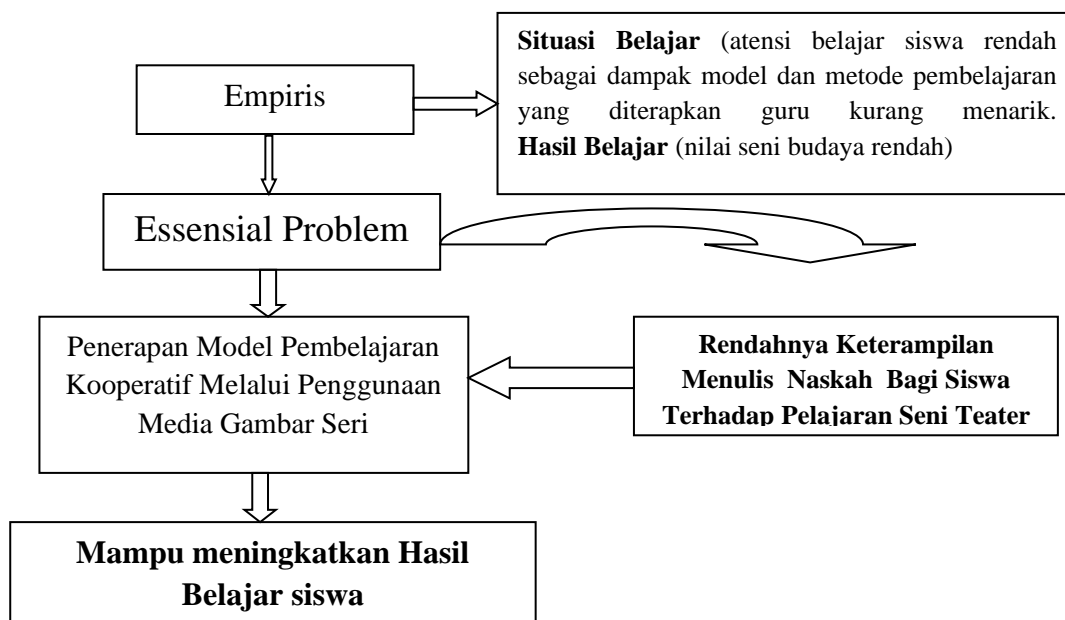 Situasi Belajar (atensi belajar siswa rendah
sebagai dampak model dan metode pembelajaran
yang diterapkan guru kurang menarik.
Hasil Belajar (nilai seni budaya rendah)
Empiris
Essensial Problem
Penerapan Model Pembelajaran
Kooperatif Melalui Penggunaan
Media Gambar Seri
Rendahnya Keterampilan
Menulis Naskah Bagi Siswa
Terhadap Pelajaran Seni Teater
Mampu meningkatkan Hasil
Belajar siswa